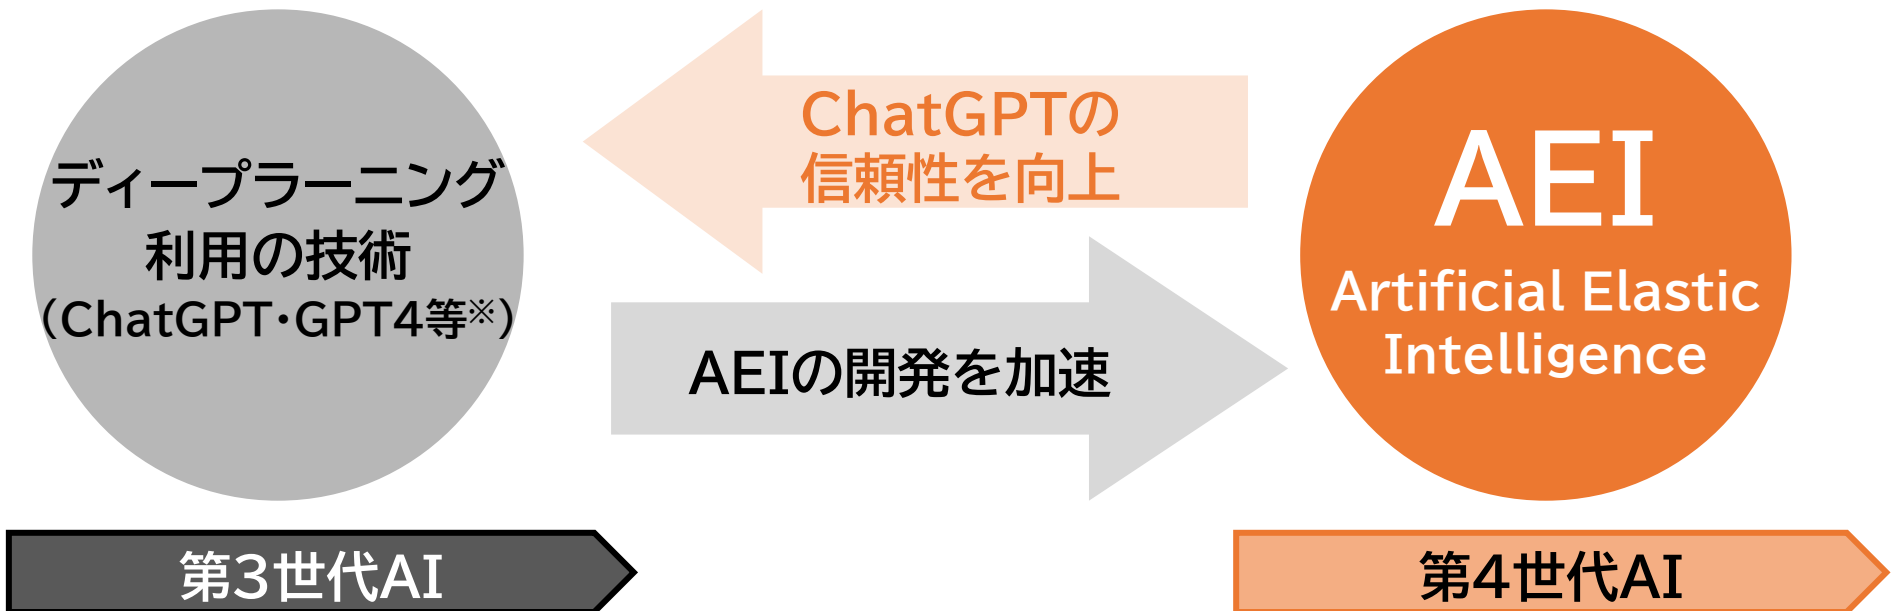 ディープラーニング
利用の技術
（ChatGPT・GPT4等※）
ChatGPTの
信頼性を向上
AEIの開発を加速
AEI
Artificial Elastic
Intelligence
第3世代AI
第4世代AI